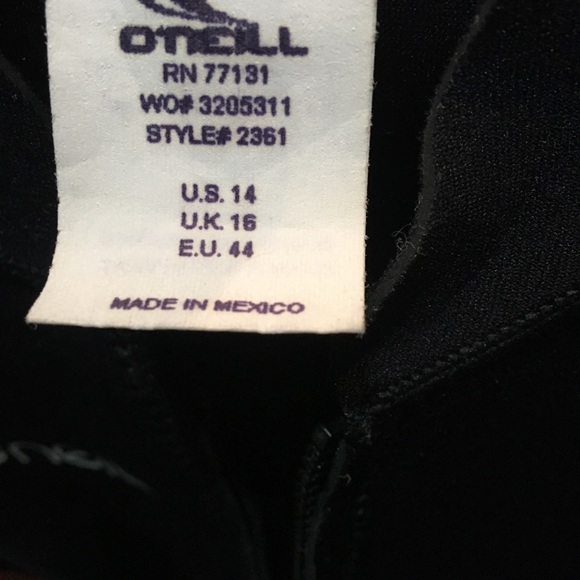 O'NEILL
RN 77131
WO# 3205311
STYLE# 2361
U.S. 14
U.K. 16
E.U. 44
MADE IN MEXICO